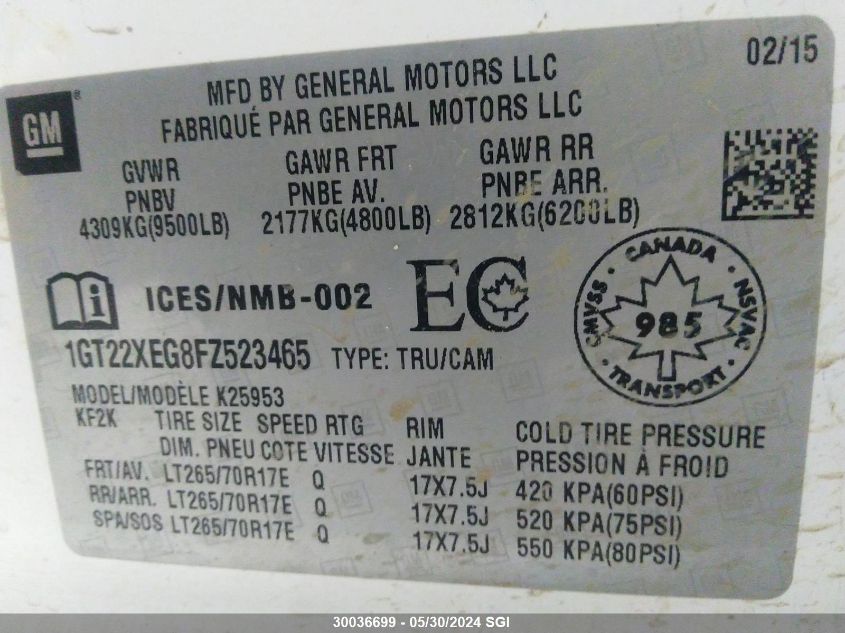 02/15
MFD BY GENERAL MOTORS LLC
FABRIQUÉ PAR GENERAL MOTORS LLC
GM
GVWR GAWR FRT GAWR RR
PNBV PNBE AV. PNBE ARR.
4309KG(9500LB) 2177KG(4800LB) 2812KG(6200LB)
ICES/NMB-002 EC
CANADA
CMVSS NSVAC
985
TRANSPORT
1GT22XEG8FZ523465 TYPE: TRU/CAM
MODEL/MODÈLE K25953
KF2K TIRE SIZE SPEED RTG RIM COLD TIRE PRESSURE
DIM. PNEU COTE VITESSE JANTE PRESSION À FROID
FRT/AV. LT265/70R17E Q 17X7.5J 420 KPA(60PSI)
RR/ARR. LT265/70R17E Q 17X7.5J 520 KPA(75PSI)
SPA/SOS LT265/70R17E Q 17X7.5J 550 KPA(80PSI)
30036699 — 05/30/2024 SGI